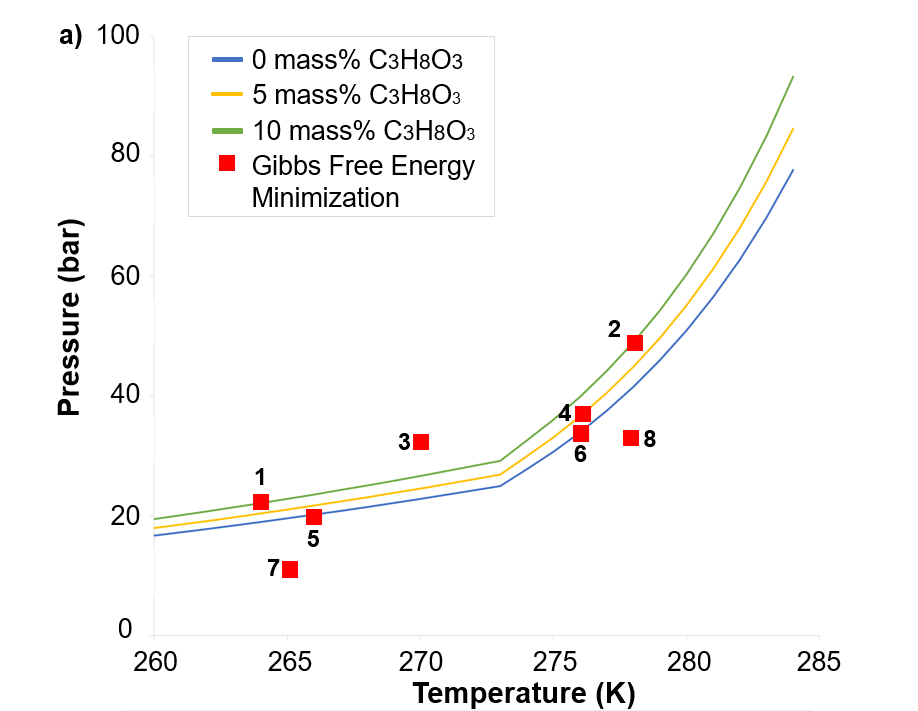 a)
100
80
60
40
20
0
Pressure (bar)
0 mass% C3H8O3
5 mass% C3H8O3
10 mass% C3H8O3
Gibbs Free Energy
Minimization
1
2
3
4
5
6
7
8
260
265
270
275
280
285
Temperature (K)